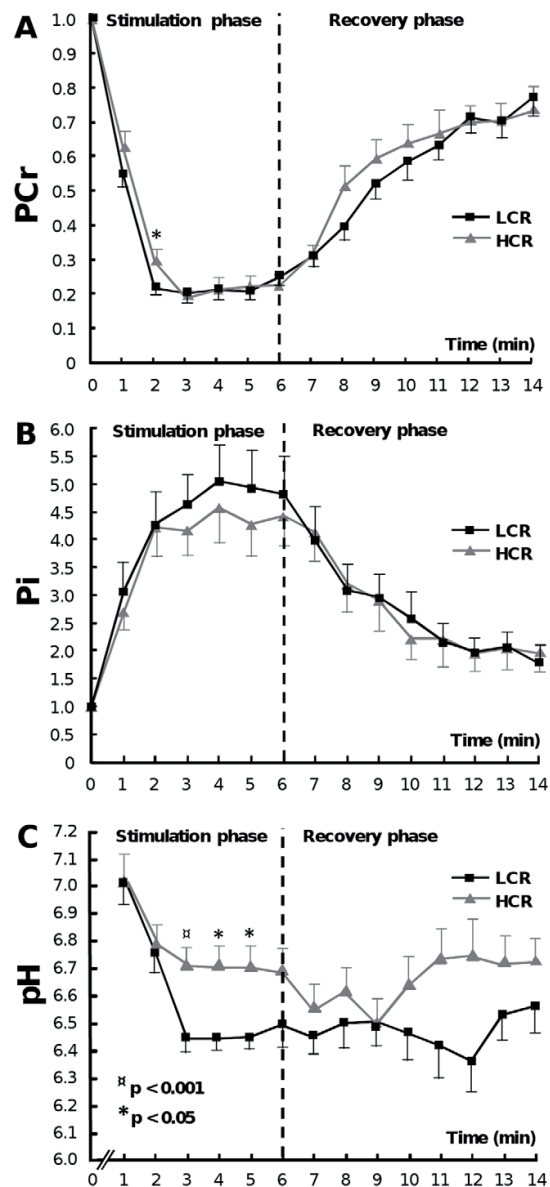 A
Stimulation phase
Recovery phase
1.0
0.9
0.8
0.7
0.6
0.5
0.4
0.3
0.2
0.1
0
PCr
*
LCR
HCR
Time (min)
0 1 2 3 4 5 6 7 8 9 10 11 12 13 14
B
Stimulation phase
Recovery phase
6.0
5.5
5.0
4.5
4.0
3.5
3.0
2.5
2.0
1.5
1.0
0.5
0
Pi
LCR
HCR
Time (min)
0 1 2 3 4 5 6 7 8 9 10 11 12 13 14
C
Stimulation phase
Recovery phase
7.2
7.1
7.0
6.9
6.8
6.7
6.6
6.5
6.4
6.3
6.2
6.1
6.0
pH
LCR
HCR
¤ * *
¤ p < 0.001
* p < 0.05
Time (min)
0 1 2 3 4 5 6 7 8 9 10 11 12 13 14